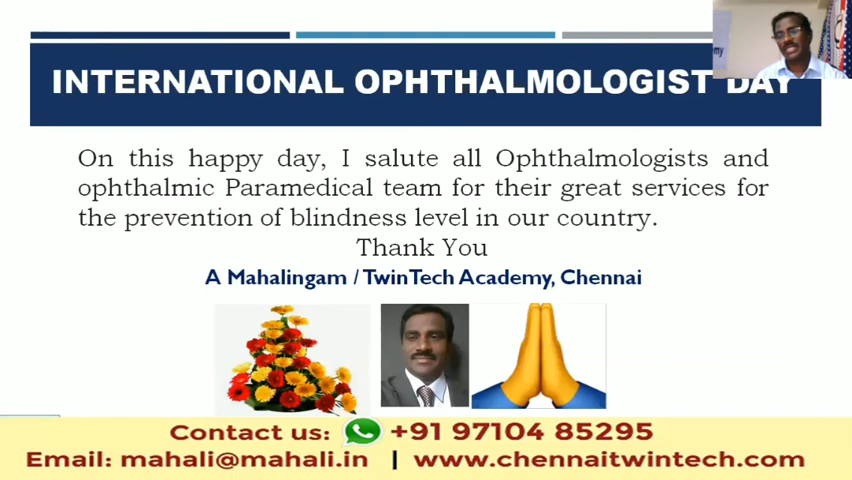 INTERNATIONAL OPHTHALMOLOGIST DAY
On this happy day, I salute all Ophthalmologists and
ophthalmic Paramedical team for their great services for
the prevention of blindness level in our country.
Thank You
A Mahalingam / TwinTech Academy, Chennai
Contact us: +91 97104 85295
Email: mahali@mahali.in | www.chennaitwintech.com